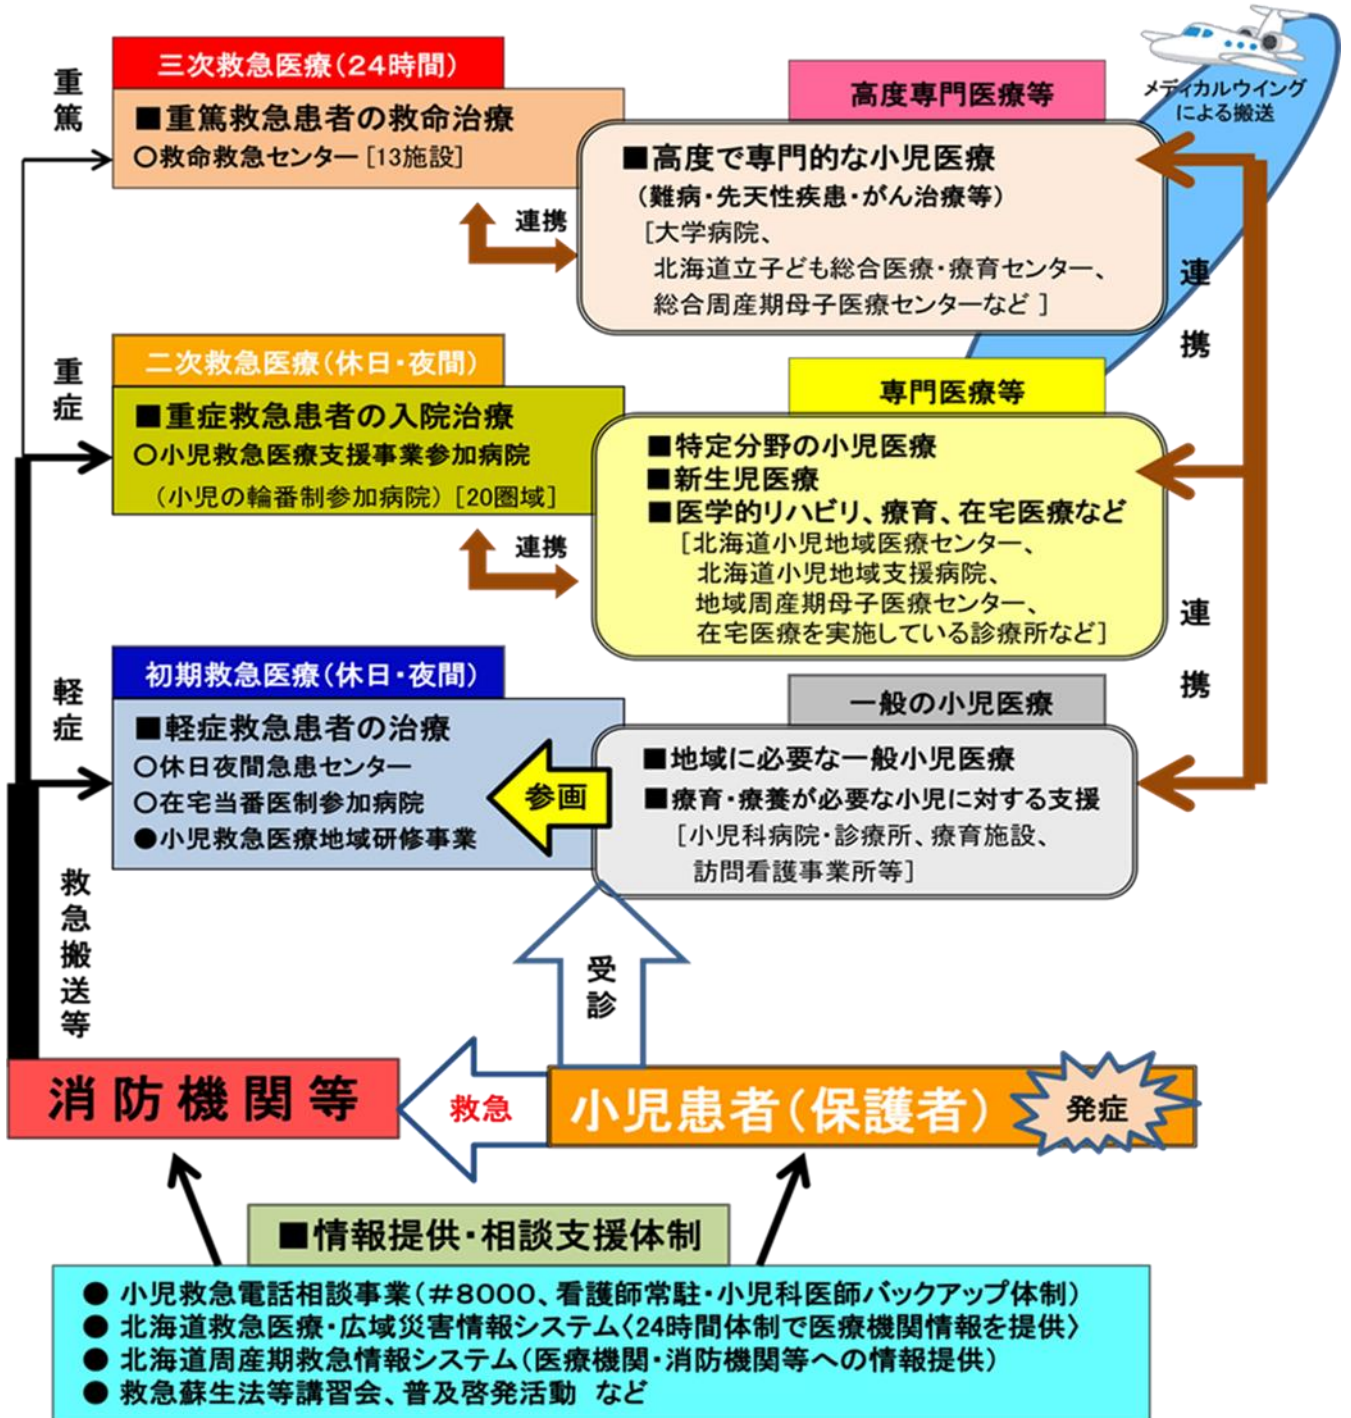 メディカルウイング
による搬送
重篤
三次救急医療(24時間)
■重篤救急患者の救命治療
○救命救急センター [13施設]
連携
高度専門医療等
■高度で専門的な小児医療
(難病・先天性疾患・がん治療等)
[大学病院、
北海道立子ども総合医療・療育センター、
総合周産期母子医療センターなど ]
連携
重症
二次救急医療(休日・夜間)
■重症救急患者の入院治療
○小児救急医療支援事業参加病院
(小児の輪番制参加病院) [20圏域]
連携
専門医療等
■特定分野の小児医療
■新生児医療
■医学的リハビリ、療育、在宅医療など
[北海道小児地域医療センター、
北海道小児地域支援病院、
地域周産期母子医療センター、
在宅医療を実施している診療所など]
連携
軽症
初期救急医療(休日・夜間)
■軽症救急患者の治療
○休日夜間急患センター
○在宅当番医制参加病院
●小児救急医療地域研修事業
参画
一般の小児医療
■地域に必要な一般小児医療
■療育・療養が必要な小児に対する支援
[小児科病院・診療所、療育施設、
訪問看護事業所等]
救急搬送等
受診
消防機関等
救急
小児患者(保護者)
発症
■情報提供・相談支援体制
● 小児救急電話相談事業(#8000、看護師常駐・小児科医師バックアップ体制)
● 北海道救急医療・広域災害情報システム〈24時間体制で医療機関情報を提供〉
● 北海道周産期救急情報システム(医療機関・消防機関等への情報提供)
● 救急蘇生法等講習会、普及啓発活動 など